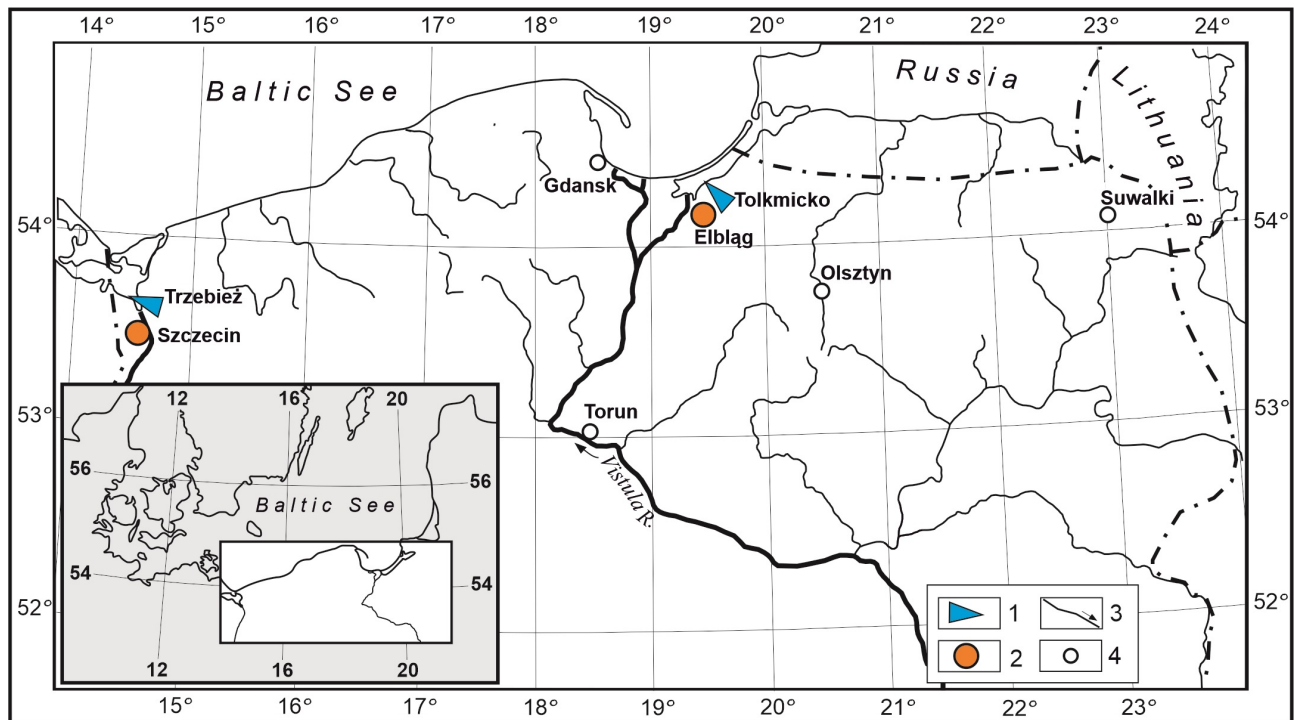 14° 15° 16° 17° 18° 19° 20° 21° 22° 23° 24°
Baltic See
Russia
Lithuania
Gdansk
Tolkmicko
Suwalki
54° 54°
Elbląg
Olsztyn
Trzebież
Szczecin
53° 53°
Torun
Vistula R.
12 16 20
56 56
Baltic See
54 54
12 16 20
52° 52°
1 3
2 4
15° 16° 17° 18° 19° 20° 21° 22° 23°